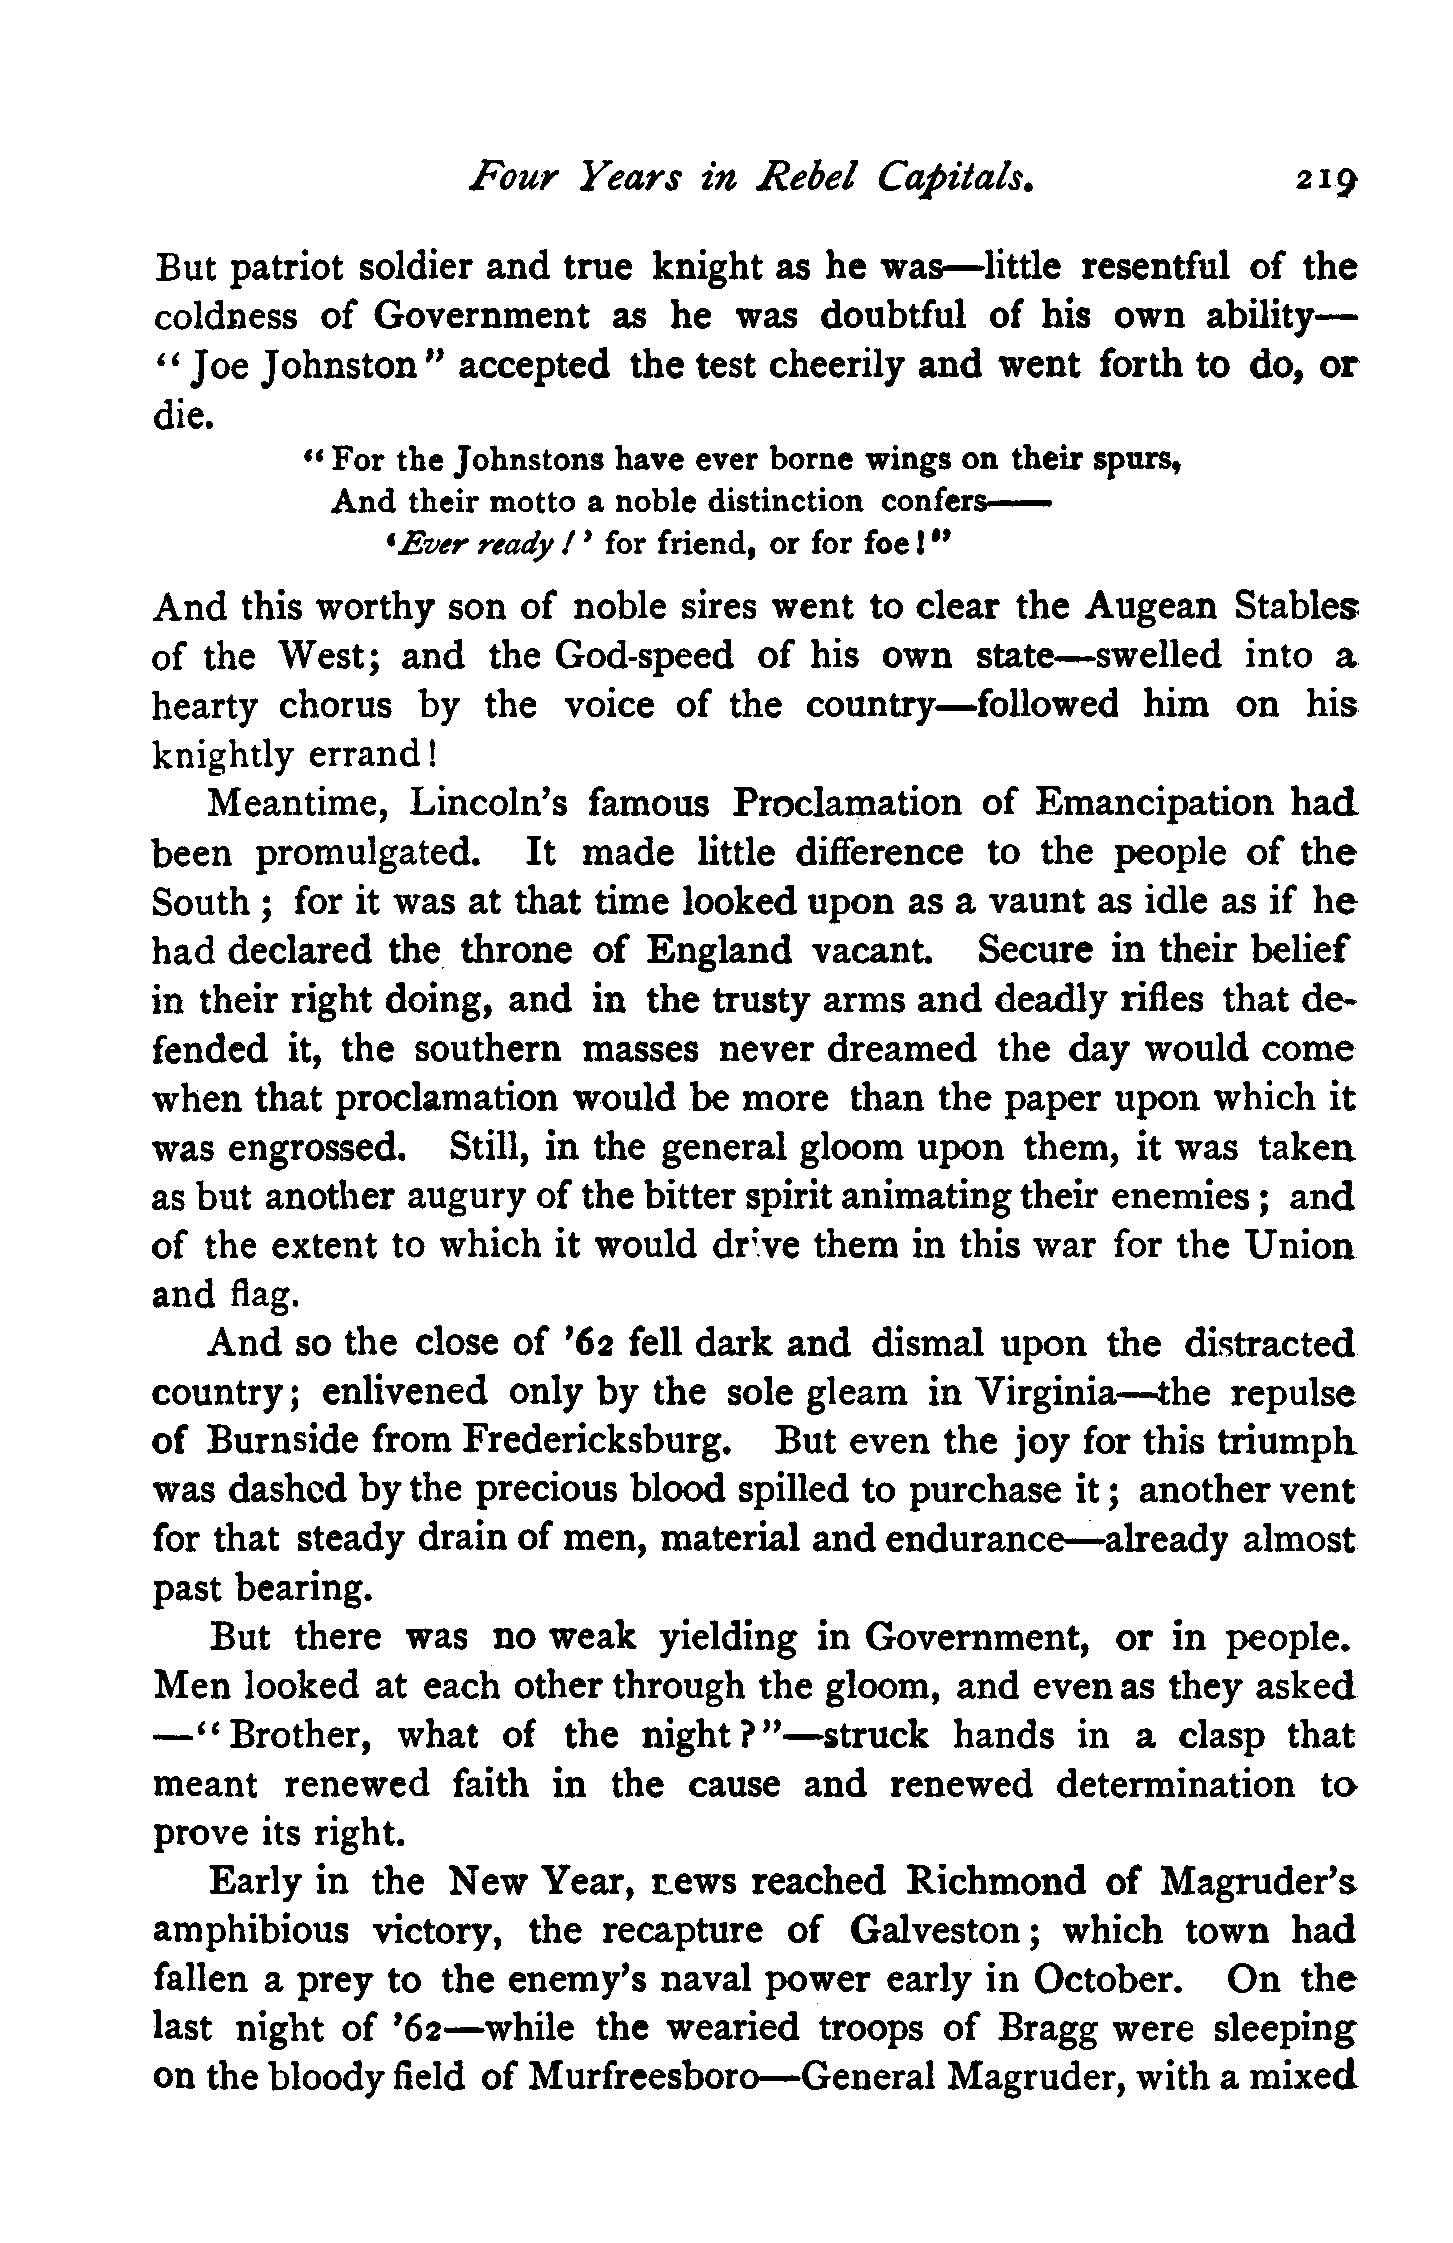 Four Years in Rebel Capitals. 219
But patriot soldier and true knight as he was—little resentful of the
coldness of Government as he was doubtful of his own ability—
"Joe Johnston" accepted the test cheerily and went forth to do, or
die.
"For the Johnstons have ever borne wings on their spurs,
And their motto a noble distinction confers——
'Ever ready!' for friend, or for foe!"
And this worthy son of noble sires went to clear the Augean Stables
of the West; and the God-speed of his own state—swelled into a
hearty chorus by the voice of the country—followed him on his
knightly errand!
Meantime, Lincoln's famous Proclamation of Emancipation had
been promulgated. It made little difference to the people of the
South; for it was at that time looked upon as a vaunt as idle as if he
had declared the throne of England vacant. Secure in their belief
in their right doing, and in the trusty arms and deadly rifles that de-
fended it, the southern masses never dreamed the day would come
when that proclamation would be more than the paper upon which it
was engrossed. Still, in the general gloom upon them, it was taken
as but another augury of the bitter spirit animating their enemies; and
of the extent to which it would drive them in this war for the Union
and flag.
And so the close of '62 fell dark and dismal upon the distracted
country; enlivened only by the sole gleam in Virginia—the repulse
of Burnside from Fredericksburg. But even the joy for this triumph
was dashed by the precious blood spilled to purchase it; another vent
for that steady drain of men, material and endurance—already almost
past bearing.
But there was no weak yielding in Government, or in people.
Men looked at each other through the gloom, and even as they asked
—"Brother, what of the night?"—struck hands in a clasp that
meant renewed faith in the cause and renewed determination to
prove its right.
Early in the New Year, news reached Richmond of Magruder's
amphibious victory, the recapture of Galveston; which town had
fallen a prey to the enemy's naval power early in October. On the
last night of '62—while the wearied troops of Bragg were sleeping
on the bloody field of Murfreesboro—General Magruder, with a mixed